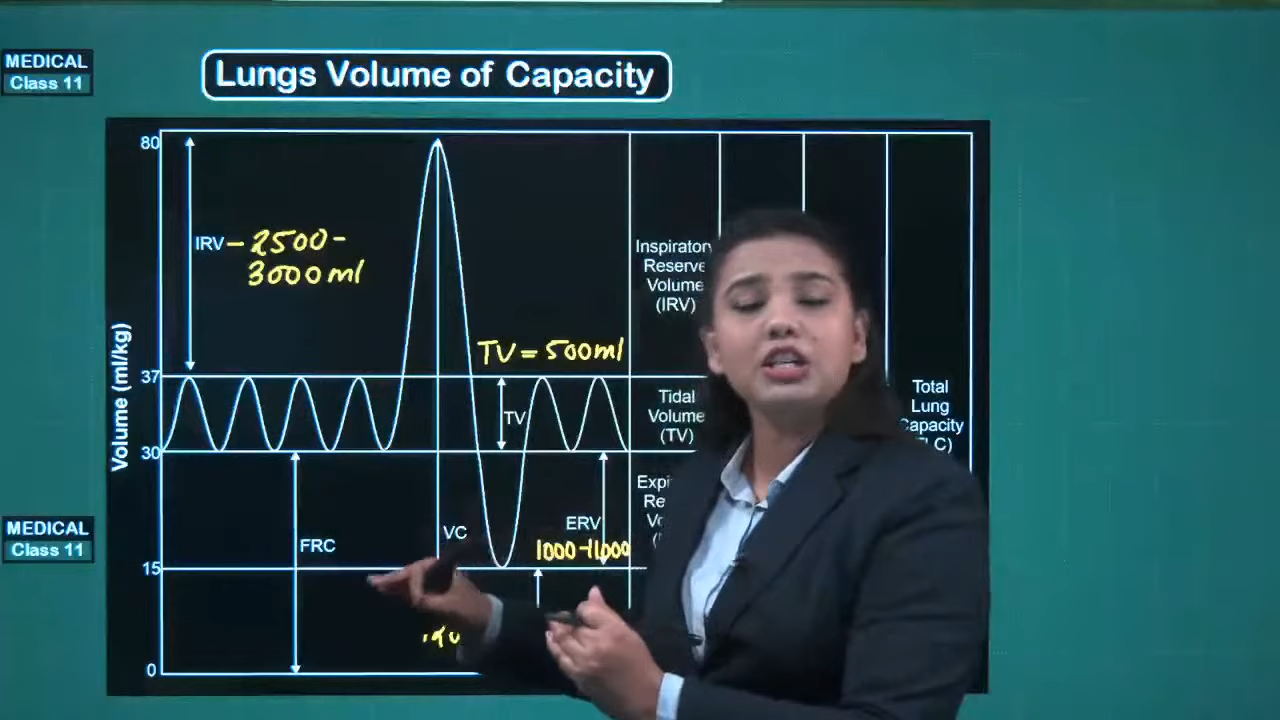 MEDICAL
Class 11
Lungs Volume of Capacity
80
IRV - 2500 -
3000 ml
Inspiratory
Reserve
Volume
(IRV)
TV = 500ml
37
TV
Tidal
Volume
(TV)
Total
Lung
Capacity
Volume (ml/kg)
30
MEDICAL
Class 11
FRC
VC
ERV
1000-11000
15
0